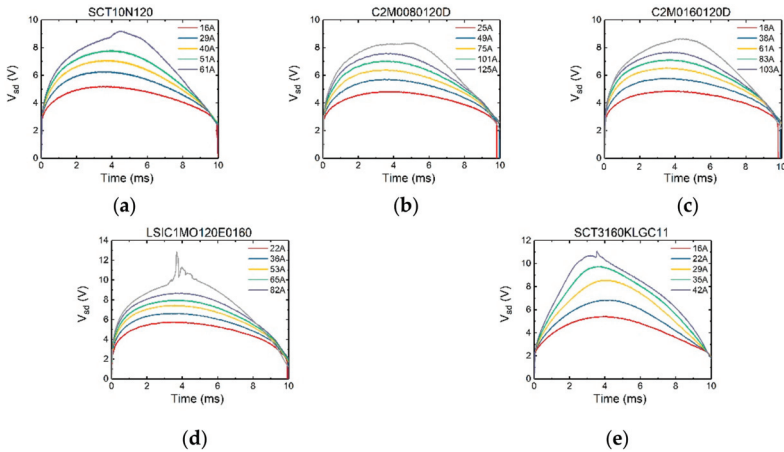 SCT10N120
C2M0080120D
C2M0160120D
V_sd (V)
10
8
6
4
2
0
16A
29A
40A
51A
61A
0 2 4 6 8 10
Time (ms)
V_sd (V)
10
8
6
4
2
0
25A
49A
75A
101A
125A
0 2 4 6 8 10
Time (ms)
V_sd (V)
10
8
6
4
2
0
18A
38A
61A
83A
103A
0 2 4 6 8 10
Time (ms)
(a)
(b)
(c)
LSIC1MO120E0160
SCT3160KLGC11
V_sd (V)
14
12
10
8
6
4
2
0
22A
36A
53A
65A
82A
0 2 4 6 8 10
Time (ms)
V_sd (V)
12
10
8
6
4
2
0
16A
22A
29A
35A
42A
0 2 4 6 8 10
Time (ms)
(d)
(e)